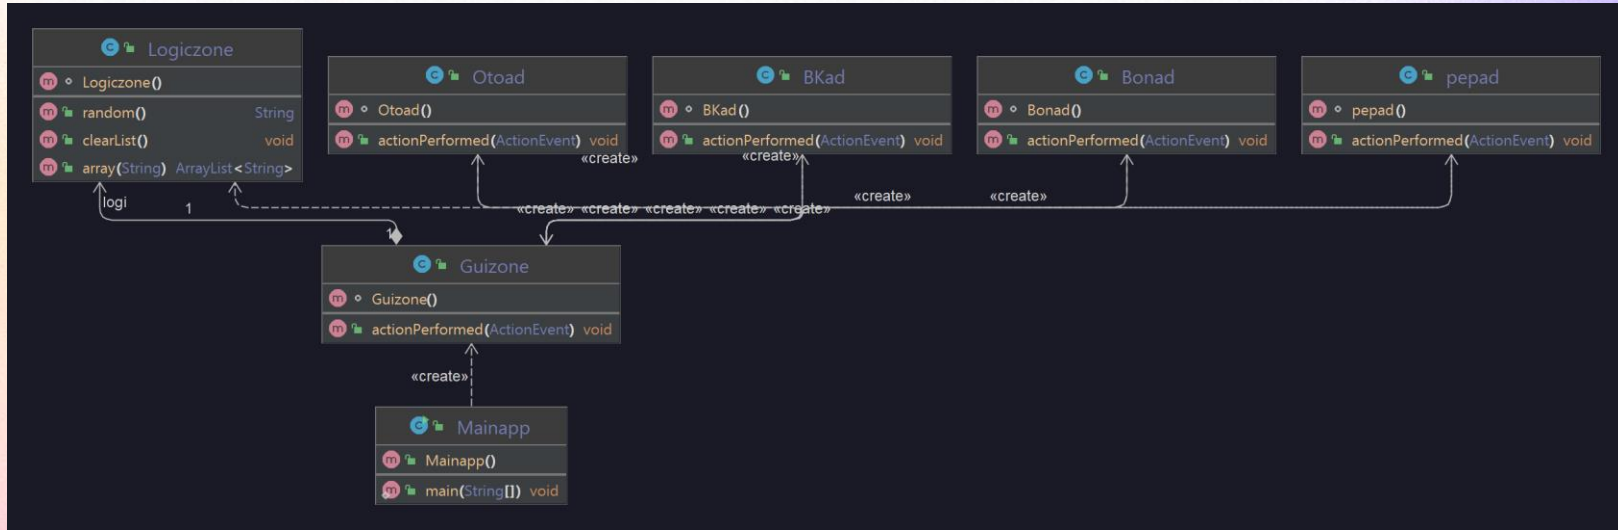 Logiczone
Logiczone()
random() String
clearList() void
array(String) ArrayList<String>
Otoad
Otoad()
actionPerformed(ActionEvent) void
BKad
BKad()
actionPerformed(ActionEvent) void
Bonad
Bonad()
actionPerformed(ActionEvent) void
pepad
pepad()
actionPerformed(ActionEvent) void
«create»
«create»
logi
1
«create» «create» «create» «create» «create»
«create»
«create»
1
Guizone
Guizone()
actionPerformed(ActionEvent) void
«create»
Mainapp
Mainapp()
main(String[]) void